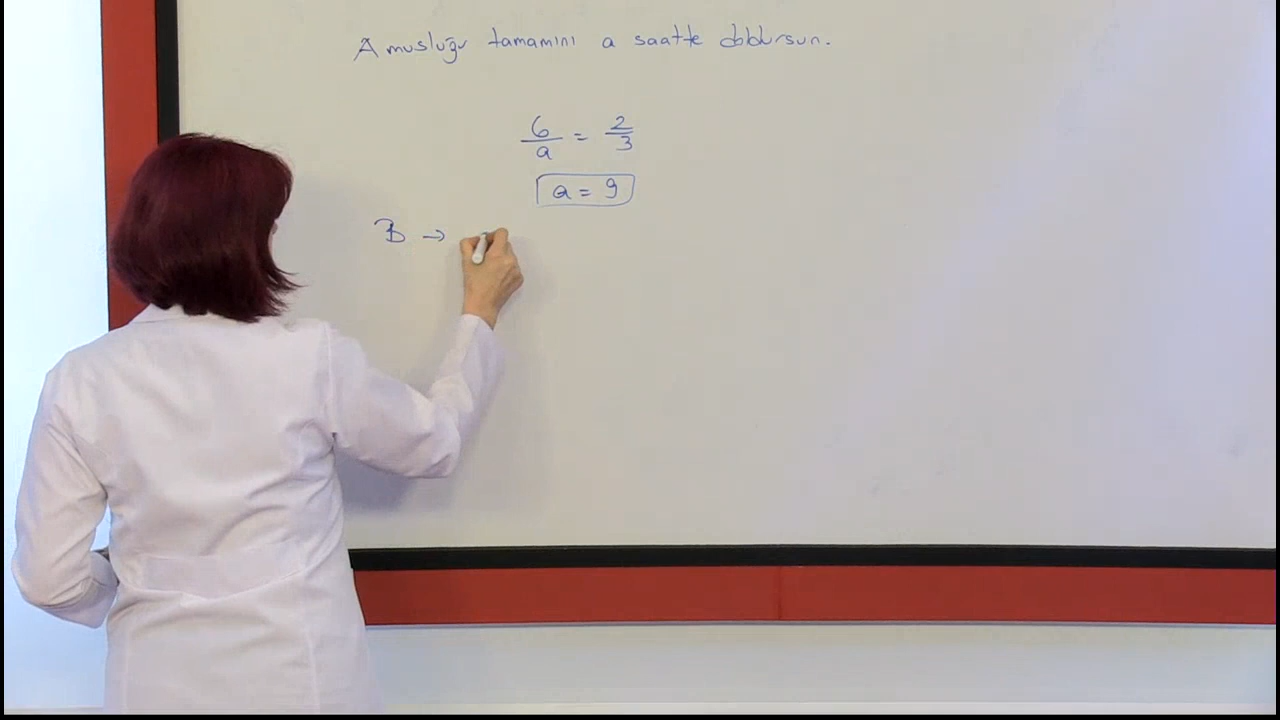 A musluğu tamamını a saatte doldursun.
6/a = 2/3
a = 9
B →